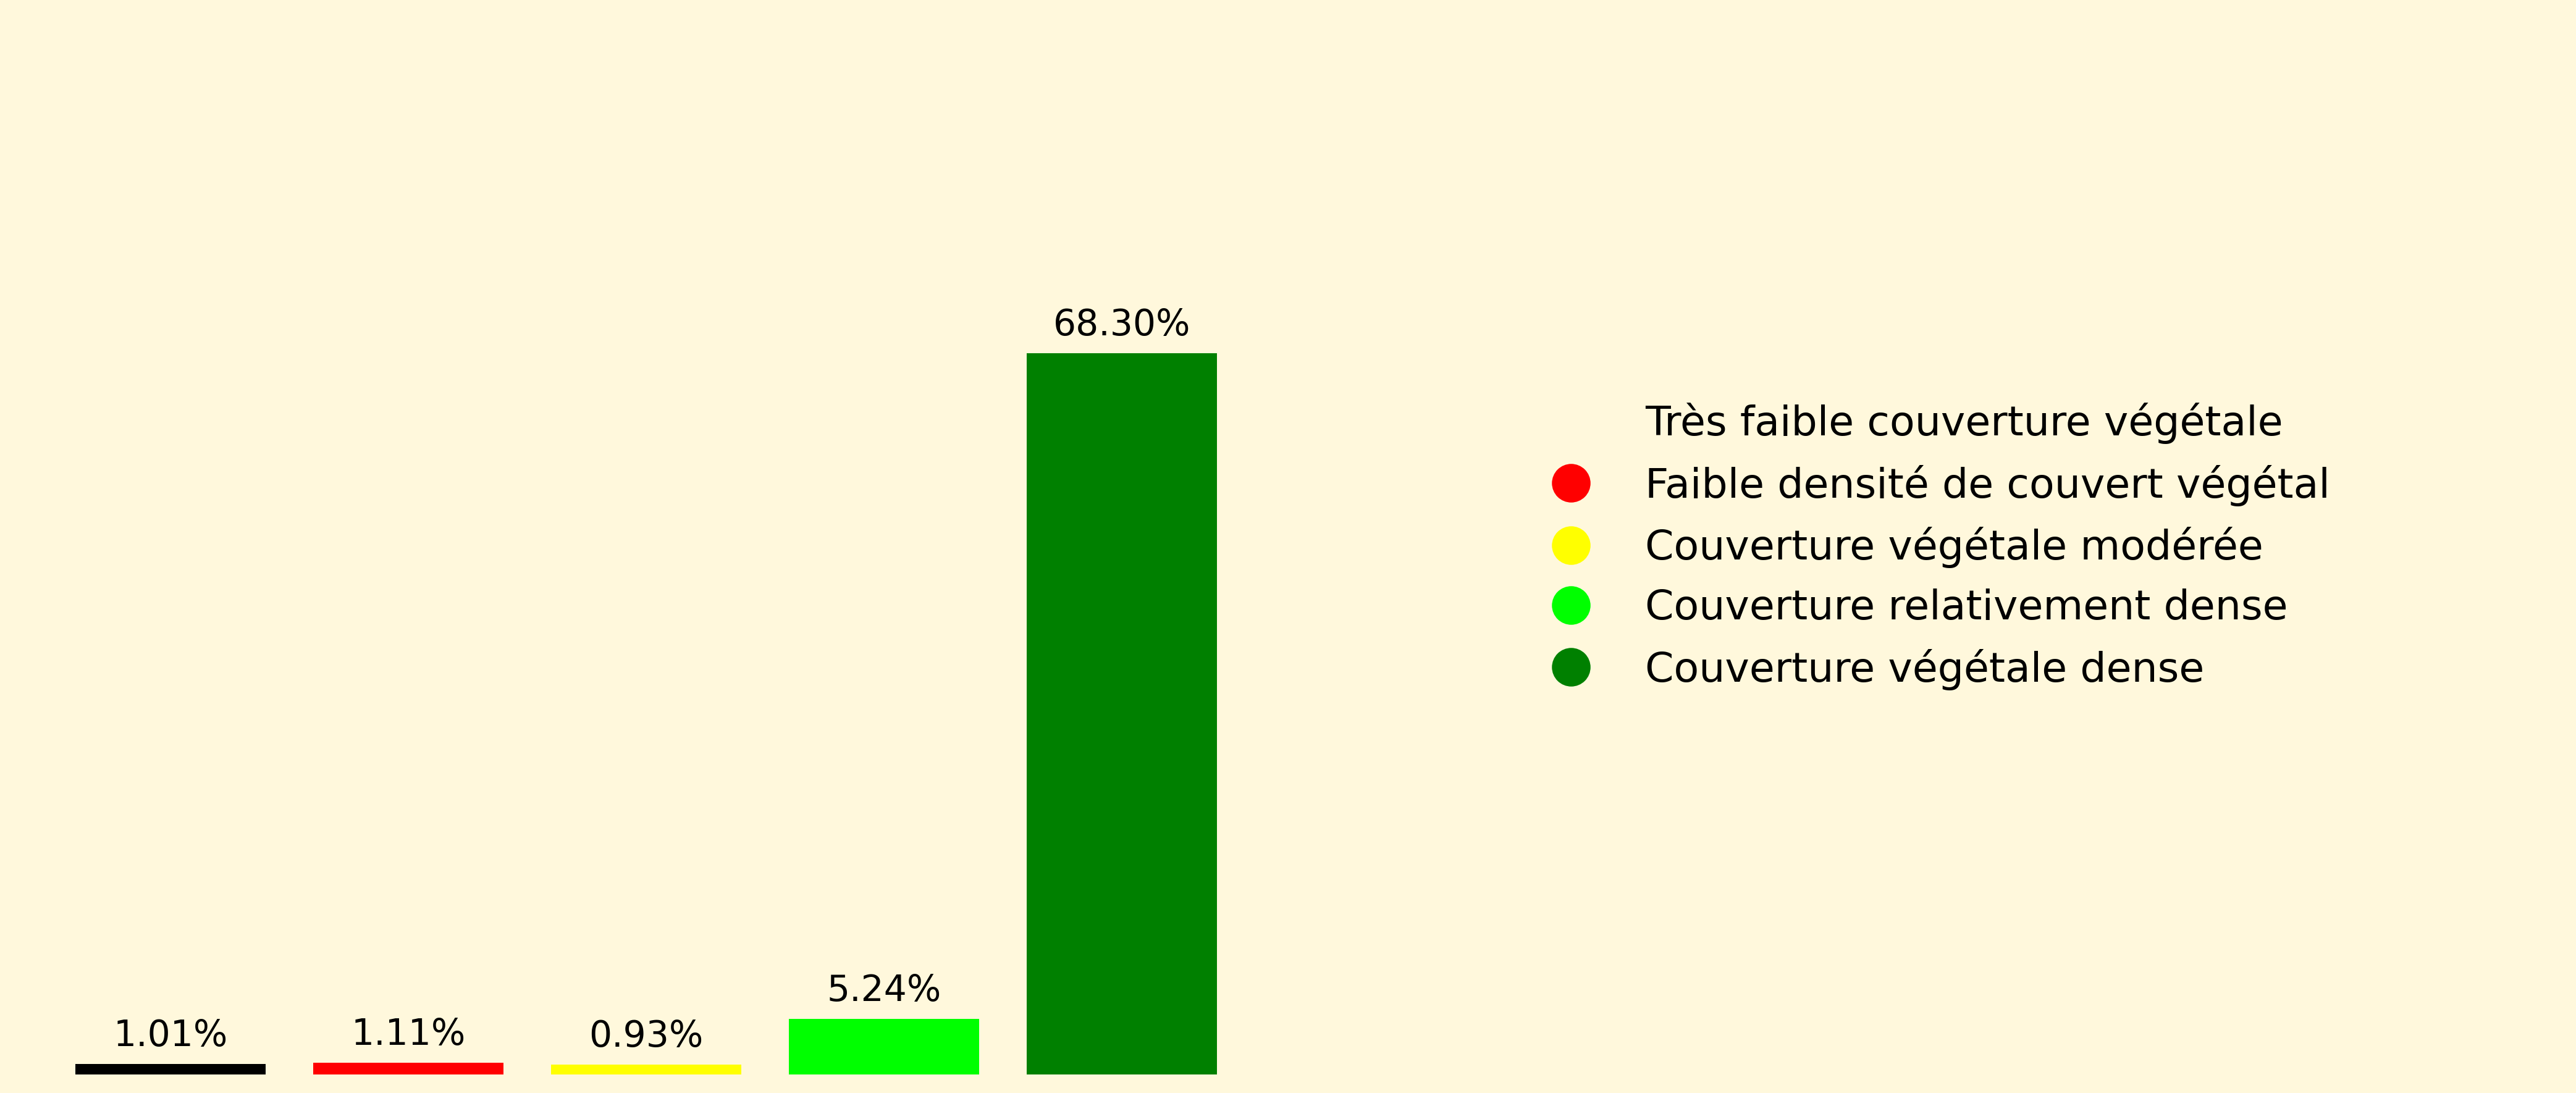 68.30%
5.24%
1.01%
1.11%
0.93%
Très faible couverture végétale
Faible densité de couvert végétal
Couverture végétale modérée
Couverture relativement dense
Couverture végétale dense